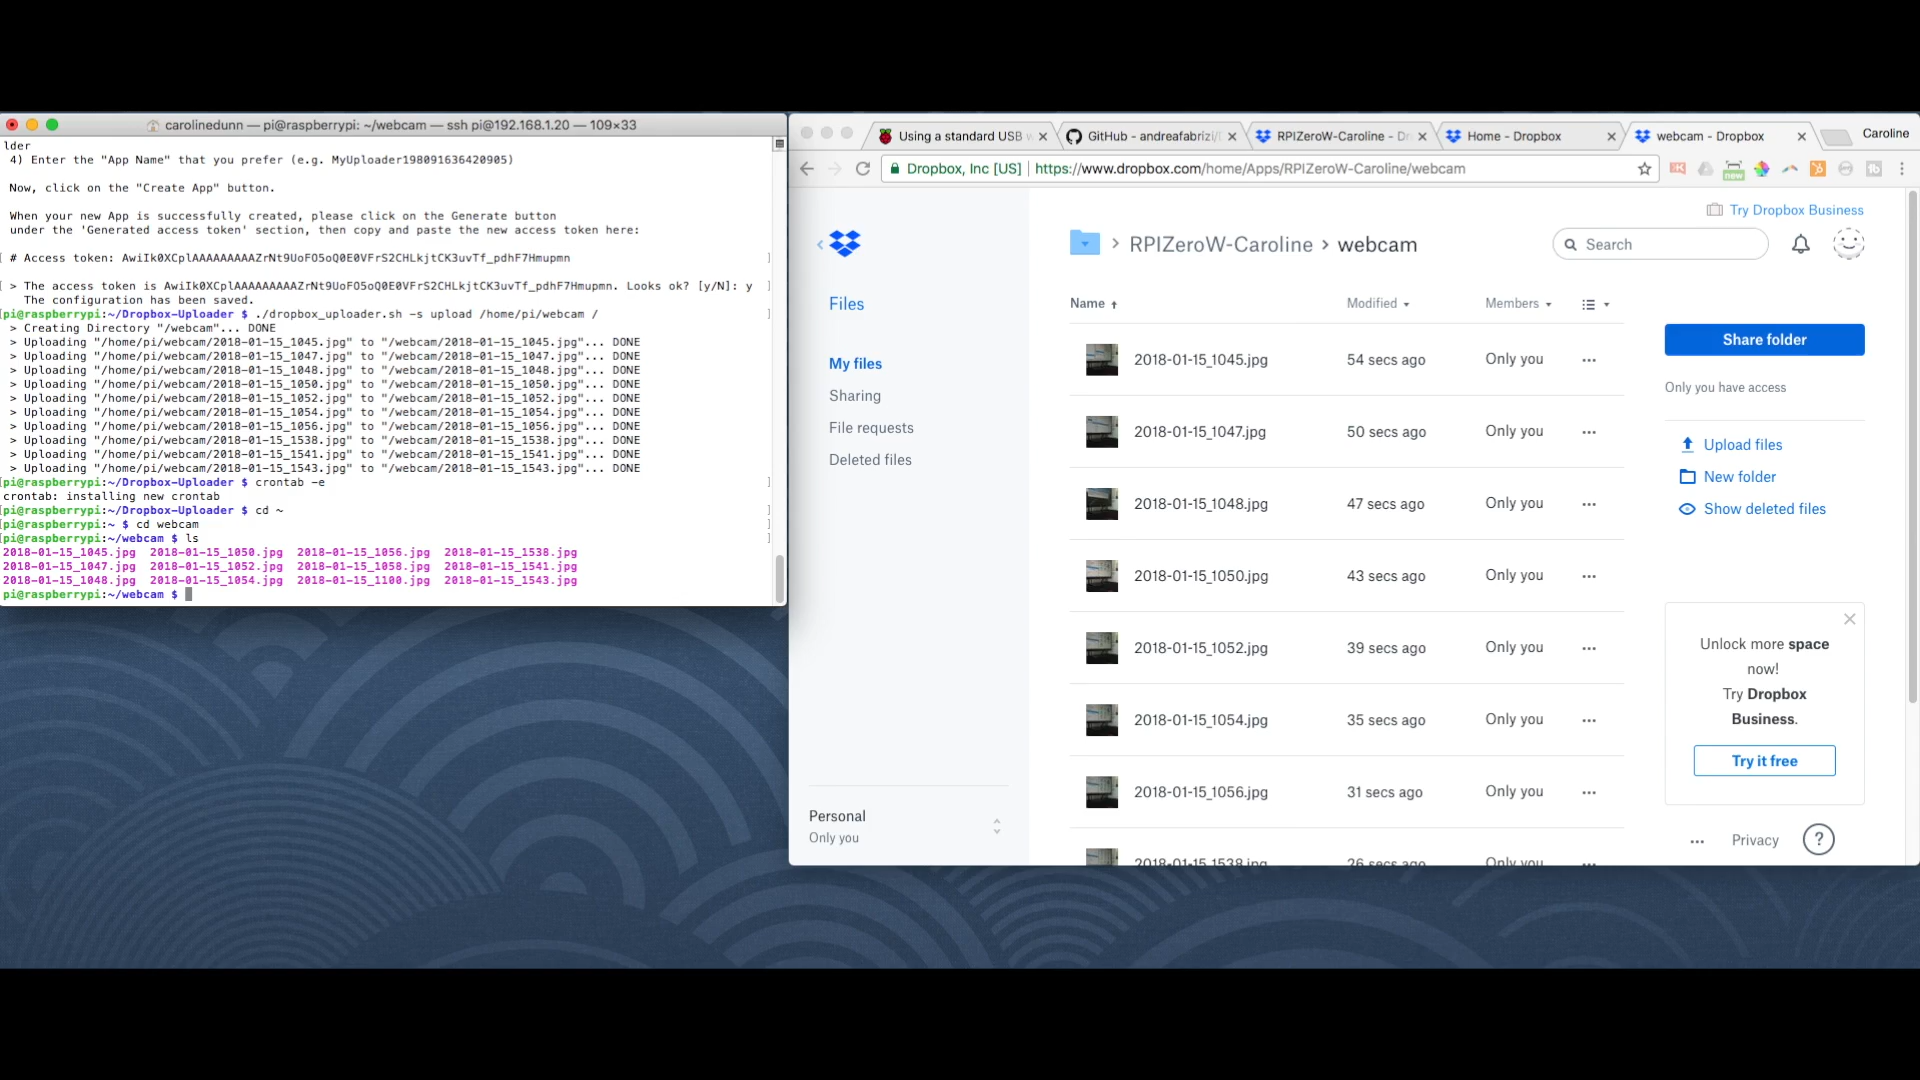 carolinedunn — pi@raspberrypi: ~/webcam — ssh pi@192.168.1.20 — 109×33
lder
4) Enter the "App Name" that you prefer (e.g. MyUploader198091636420905)
Now, click on the "Create App" button.
When your new App is successfully created, please click on the Generate button
under the 'Generated access token' section, then copy and paste the new access token here:
# Access token: AwiIk0XCplAAAAAAAAAZrNt9UoFO5oQ0E0VFrS2CHLkjtCK3uvTf_pdhF7Hmupmn
> The access token is AwiIk0XCplAAAAAAAAAZrNt9UoFO5oQ0E0VFrS2CHLkjtCK3uvTf_pdhF7Hmupmn. Looks ok? [y/N]: y
The configuration has been saved.
pi@raspberrypi:~/Dropbox-Uploader $ ./dropbox_uploader.sh -s upload /home/pi/webcam /
> Creating Directory "/webcam"... DONE
> Uploading "/home/pi/webcam/2018-01-15_1045.jpg" to "/webcam/2018-01-15_1045.jpg"... DONE
> Uploading "/home/pi/webcam/2018-01-15_1047.jpg" to "/webcam/2018-01-15_1047.jpg"... DONE
> Uploading "/home/pi/webcam/2018-01-15_1048.jpg" to "/webcam/2018-01-15_1048.jpg"... DONE
> Uploading "/home/pi/webcam/2018-01-15_1050.jpg" to "/webcam/2018-01-15_1050.jpg"... DONE
> Uploading "/home/pi/webcam/2018-01-15_1052.jpg" to "/webcam/2018-01-15_1052.jpg"... DONE
> Uploading "/home/pi/webcam/2018-01-15_1054.jpg" to "/webcam/2018-01-15_1054.jpg"... DONE
> Uploading "/home/pi/webcam/2018-01-15_1056.jpg" to "/webcam/2018-01-15_1056.jpg"... DONE
> Uploading "/home/pi/webcam/2018-01-15_1538.jpg" to "/webcam/2018-01-15_1538.jpg"... DONE
> Uploading "/home/pi/webcam/2018-01-15_1541.jpg" to "/webcam/2018-01-15_1541.jpg"... DONE
> Uploading "/home/pi/webcam/2018-01-15_1543.jpg" to "/webcam/2018-01-15_1543.jpg"... DONE
pi@raspberrypi:~/Dropbox-Uploader $ crontab -e
crontab: installing new crontab
pi@raspberrypi:~/Dropbox-Uploader $ cd ~
pi@raspberrypi:~ $ cd webcam
pi@raspberrypi:~/webcam $ ls
2018-01-15_1045.jpg 2018-01-15_1050.jpg 2018-01-15_1056.jpg 2018-01-15_1538.jpg
2018-01-15_1047.jpg 2018-01-15_1052.jpg 2018-01-15_1058.jpg 2018-01-15_1541.jpg
2018-01-15_1048.jpg 2018-01-15_1054.jpg 2018-01-15_1100.jpg 2018-01-15_1543.jpg
pi@raspberrypi:~/webcam $
Using a standard USB GitHub - andreafabrizi/ RPIZeroW-Caroline - Home - Dropbox webcam - Dropbox Caroline
Dropbox, Inc [US] https://www.dropbox.com/home/Apps/RPIZeroW-Caroline/webcam new
Try Dropbox Business
RPIZeroW-Caroline › webcam Search
Files
My files
Sharing
File requests
Deleted files
Personal
Only you
Name Modified Members
2018-01-15_1045.jpg 54 secs ago Only you
2018-01-15_1047.jpg 50 secs ago Only you
2018-01-15_1048.jpg 47 secs ago Only you
2018-01-15_1050.jpg 43 secs ago Only you
2018-01-15_1052.jpg 39 secs ago Only you
2018-01-15_1054.jpg 35 secs ago Only you
2018-01-15_1056.jpg 31 secs ago Only you
2018-01-15_1538.jpg 26 secs ago Only you
Share folder
Only you have access
Upload files
New folder
Show deleted files
Unlock more space
now!
Try Dropbox
Business.
Try it free
Privacy ?